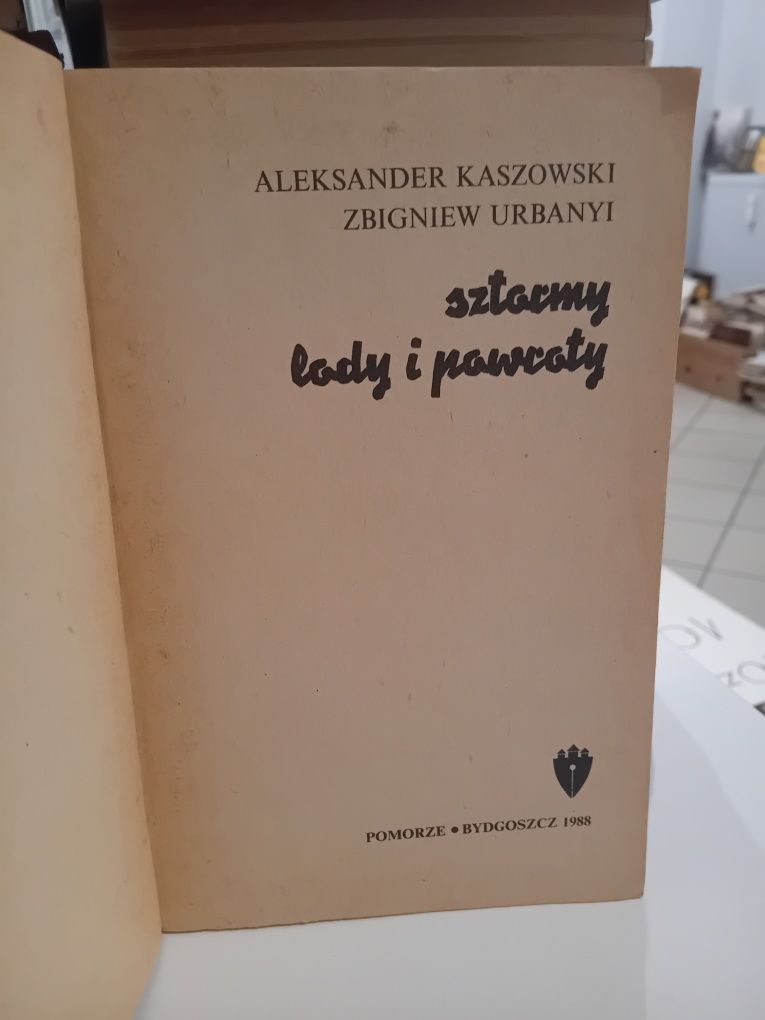 ALEKSANDER KASZOWSKI
ZBIGNIEW URBANYI
sztormy
lody i powroty
POMORZE • BYDGOSZCZ 1988